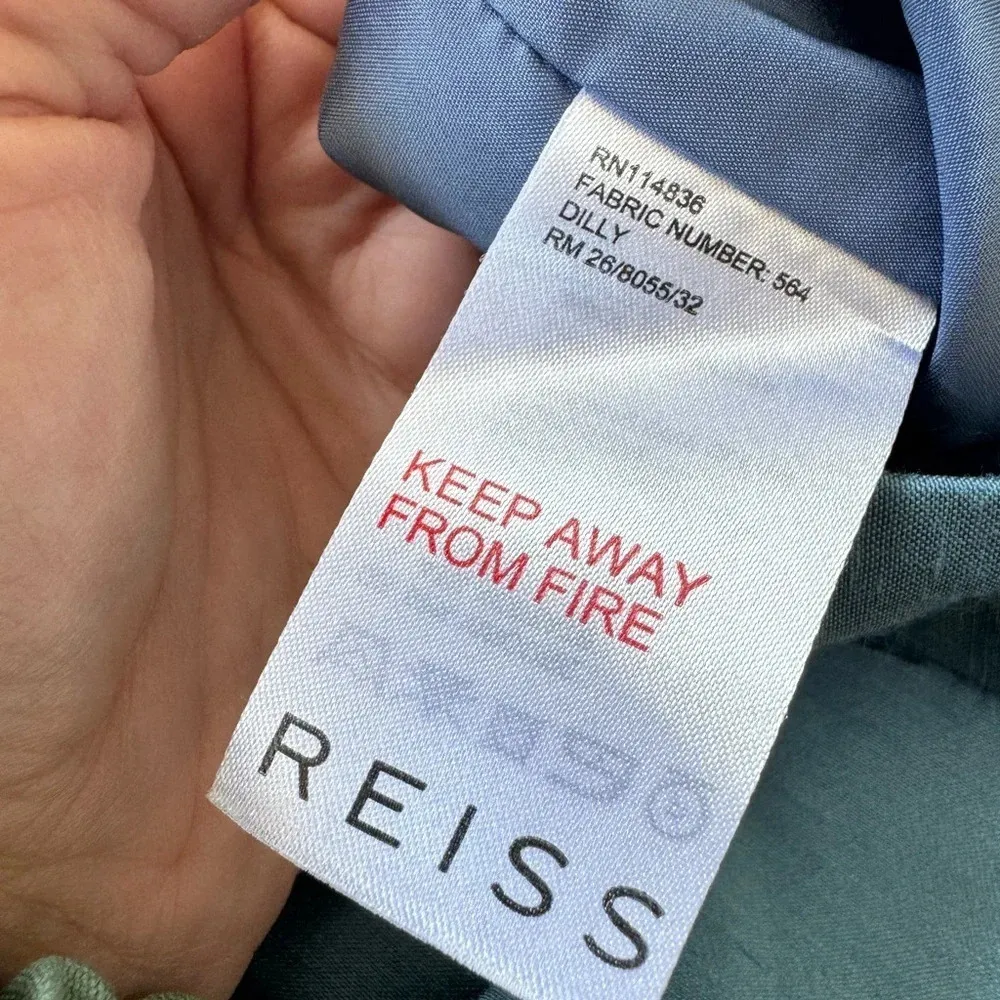 RN114836
FABRIC NUMBER: 564
DILLY
RM 26/8055/32
KEEP AWAY
FROM FIRE
REISS